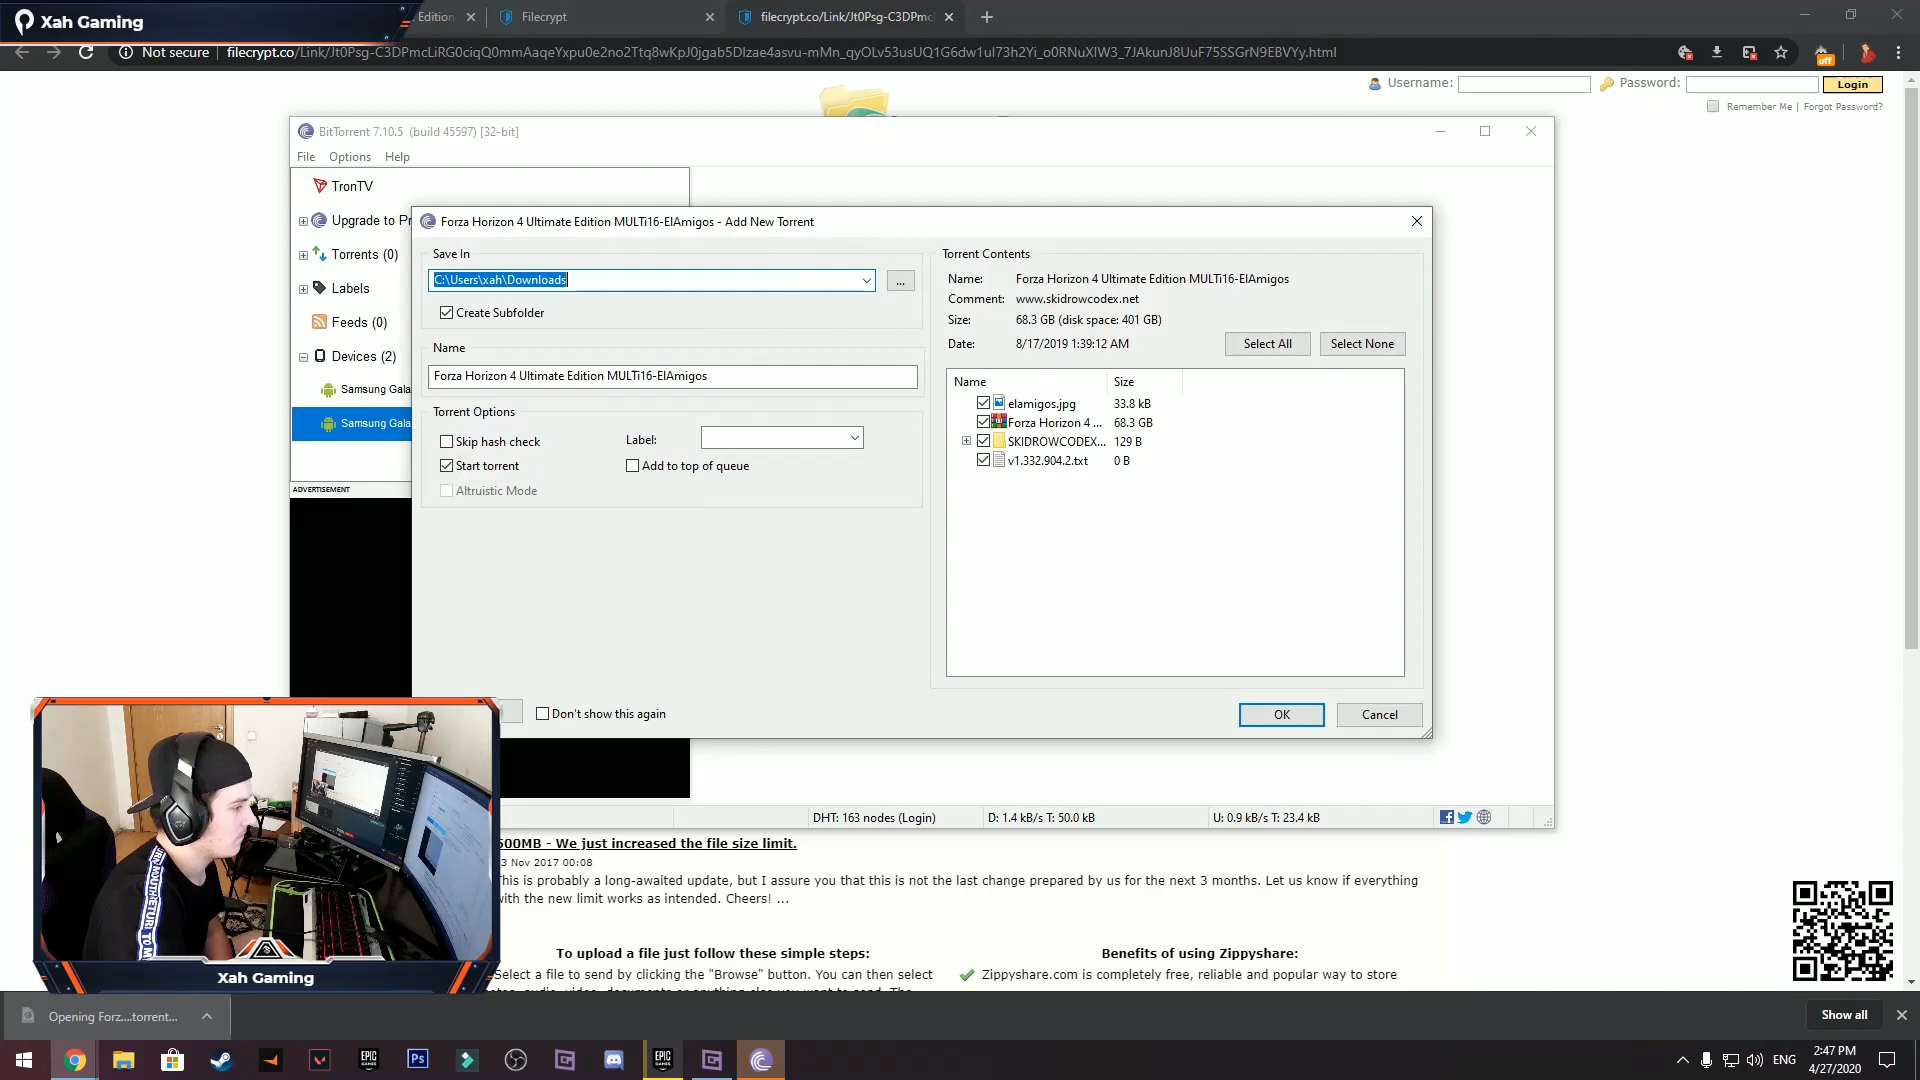 Xah Gaming
Edition
Filecrypt
filecrypt.co/Link/Jt0Psg-C3DPmc
Not secure
filecrypt.co/Link/Jt0Psg-C3DPmcLiRG0ciqQ0mmAaqeYxpu0e2no2Ttq8wKpJ0jgab5DIzae4asvu-mMn_qyOLv53usUQ1G6dw1ul73h2Yi_o0RNuXIW3_7JAkunJ8UuF75SSGrN9EBVYy.html
off
Username:
Password:
Login
Remember Me | Forgot Password?
BitTorrent 7.10.5 (build 45597) [32-bit]
File Options Help
TronTV
Upgrade to Pr
Torrents (0)
Labels
Feeds (0)
Devices (2)
Samsung Gala
Samsung Gala
ADVERTISEMENT
Forza Horizon 4 Ultimate Edition MULTi16-ElAmigos - Add New Torrent
Save In
C:\Users\xah\Downloads
...
Create Subfolder
Name
Forza Horizon 4 Ultimate Edition MULTi16-ElAmigos
Torrent Options
Skip hash check
Label:
Start torrent
Add to top of queue
Altruistic Mode
Don't show this again
Torrent Contents
Name: Forza Horizon 4 Ultimate Edition MULTi16-ElAmigos
Comment: www.skidrowcodex.net
Size: 68.3 GB (disk space: 401 GB)
Date: 8/17/2019 1:39:12 AM
Select All
Select None
Name Size
elamigos.jpg 33.8 kB
Forza Horizon 4 ... 68.3 GB
SKIDROWCODEX... 129 B
v1.332.904.2.txt 0 B
OK
Cancel
DHT: 163 nodes (Login)
D: 1.4 kB/s T: 50.0 kB
U: 0.9 kB/s T: 23.4 kB
500MB - We just increased the file size limit.
3 Nov 2017 00:08
This is probably a long-awaited update, but I assure you that this is not the last change prepared by us for the next 3 months. Let us know if everything
with the new limit works as intended. Cheers! ...
To upload a file just follow these simple steps:
Select a file to send by clicking the "Browse" button. You can then select
Benefits of using Zippyshare:
Zippyshare.com is completely free, reliable and popular way to store
Xah Gaming
Opening Forz....torrent...
Show all
EPIC GAMES
Ps
EPIC GAMES
ENG
2:47 PM
4/27/2020